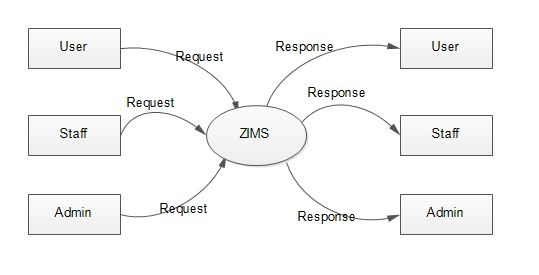 User
Request
Response
User
Staff
Request
ZIMS
Response
Staff
Admin
Request
Response
Admin